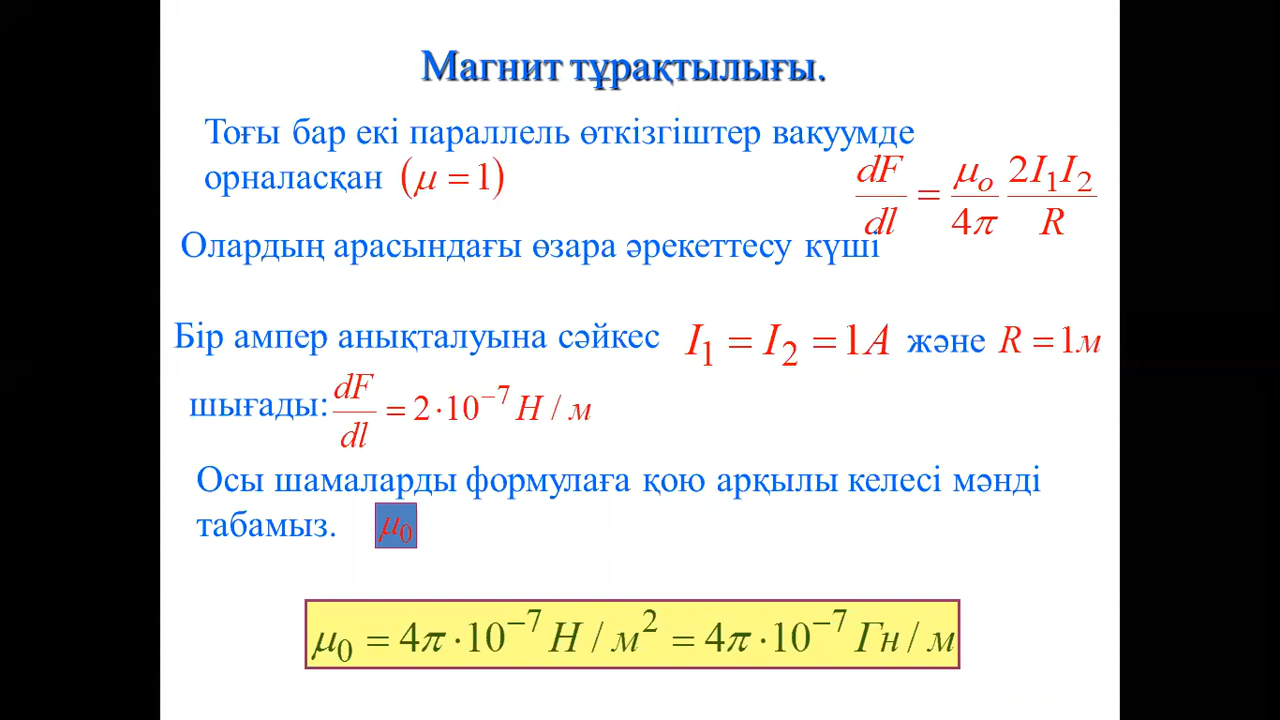 Магнит тұрақтылығы.
Тоғы бар екі параллель өткізгіштер вакуумде
орналасқан (μ = 1)
dF/dl = μo/4π 2I₁I₂/R
Олардың арасындағы өзара әрекеттесу күші
Бір ампер анықталуына сәйкес I₁ = I₂ = 1A және R = 1м
шығады: dF/dl = 2·10⁻⁷ Н / м
Осы шамаларды формулаға қою арқылы келесі мәнді
табамыз. μ₀
μ₀ = 4π·10⁻⁷ Н / м² = 4π·10⁻⁷ Гн / м